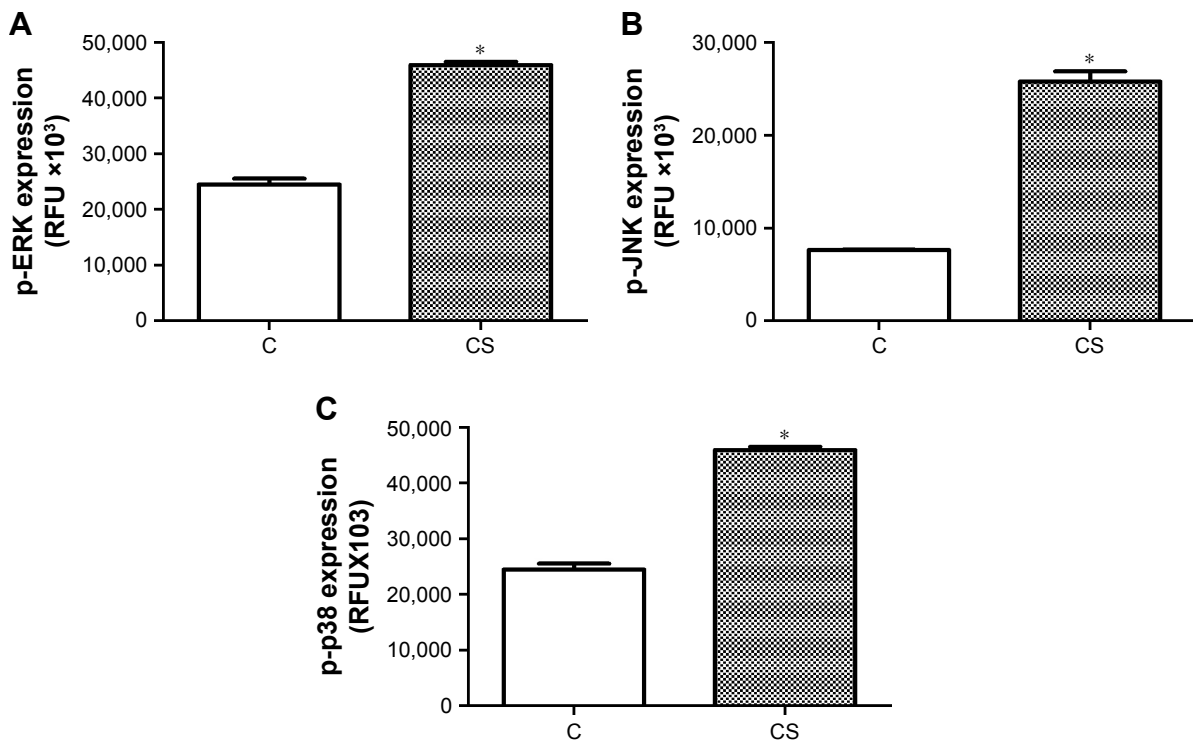 A
p-ERK expression
(RFU ×10³)
50,000
40,000
30,000
20,000
10,000
0
*
C
CS
B
p-JNK expression
(RFU ×10³)
30,000
20,000
10,000
0
*
C
CS
C
p-p38 expression
(RFUX103)
50,000
40,000
30,000
20,000
10,000
0
*
C
CS